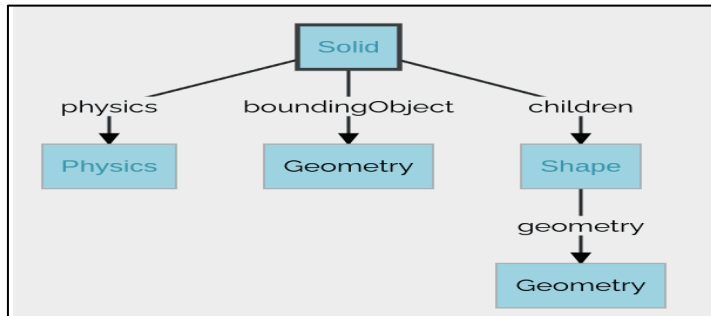 Solid
physics boundingObject children
Physics Geometry Shape
geometry
Geometry